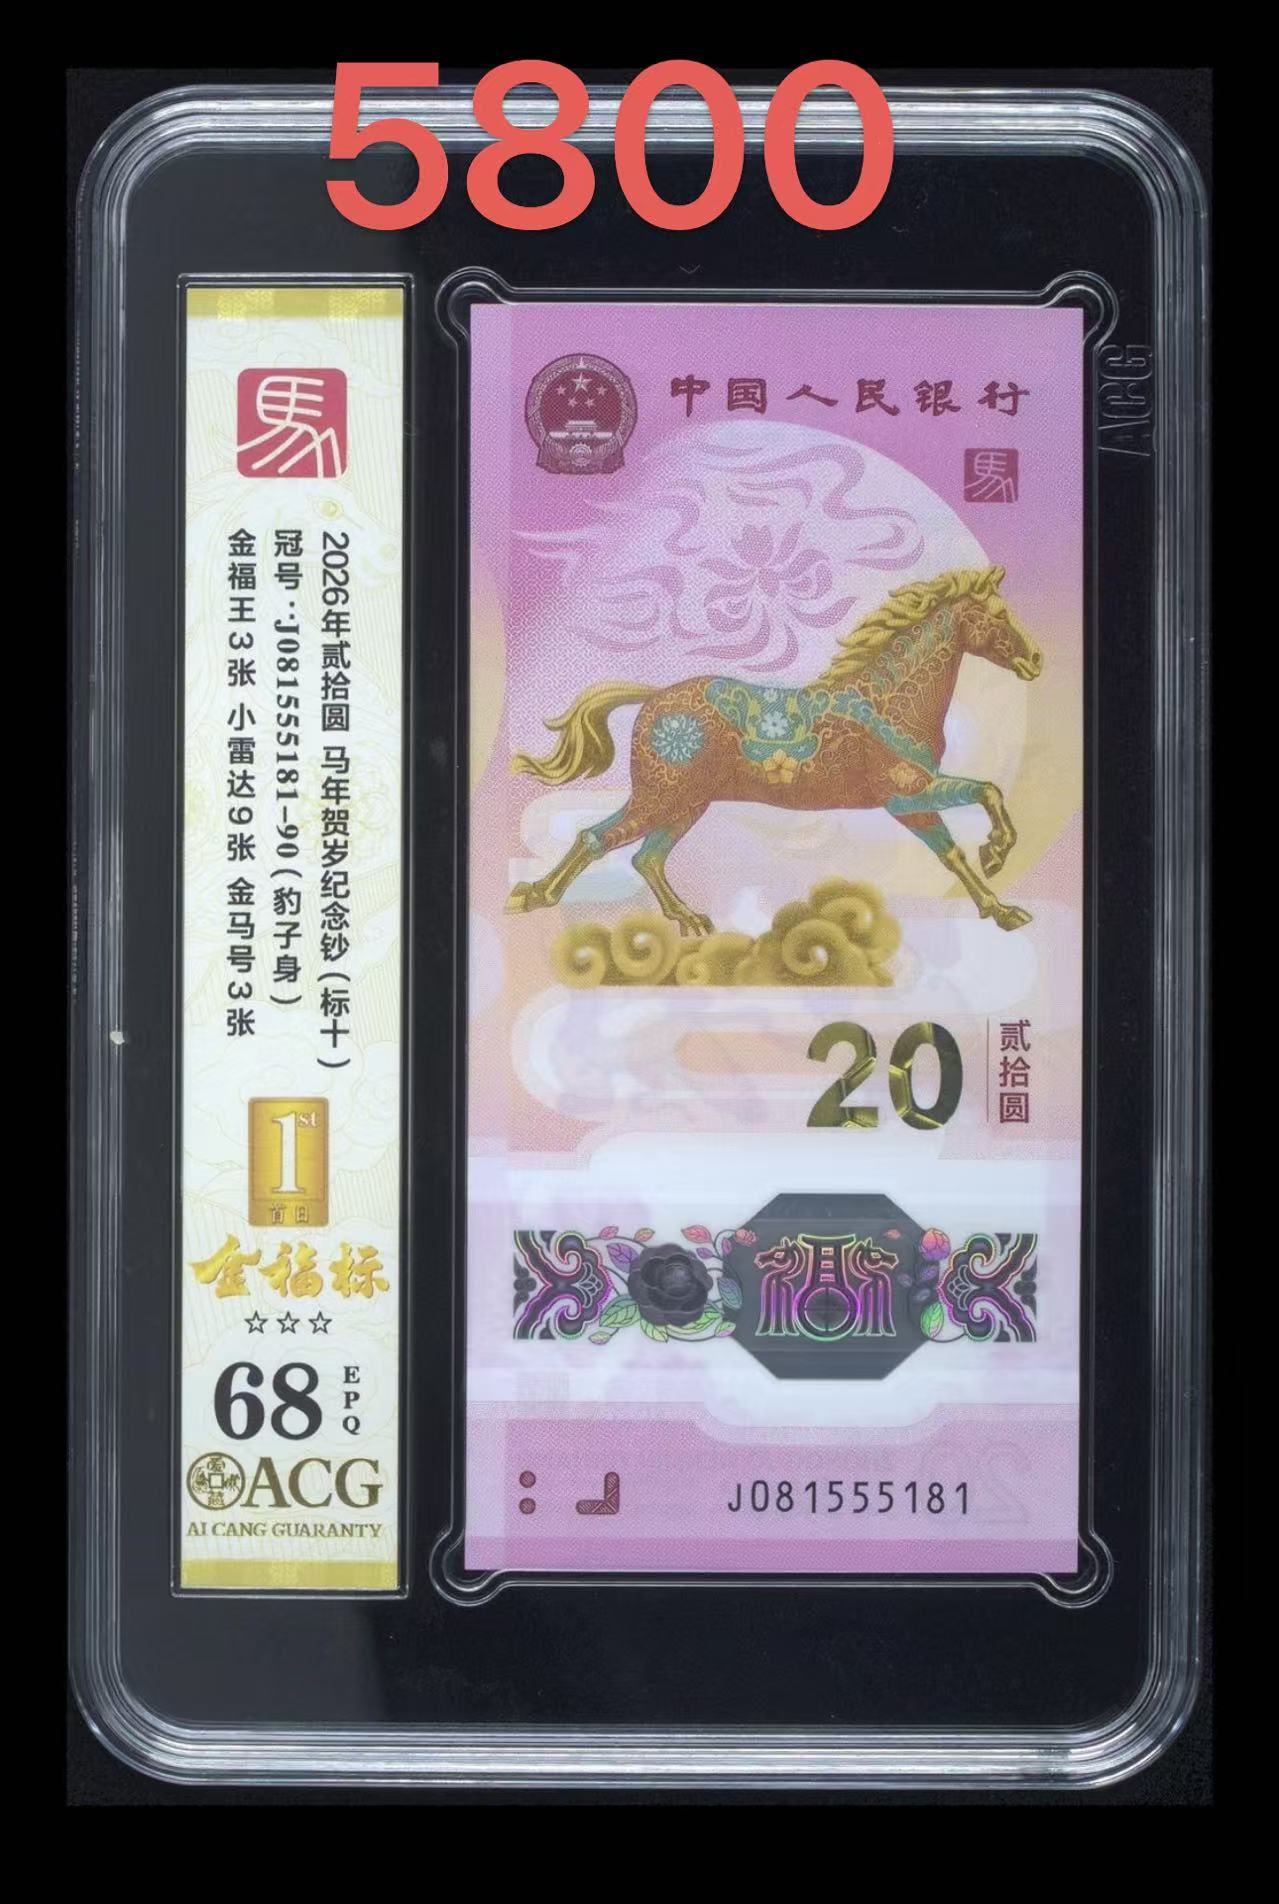 5800
馬
2026年贰拾圆 马年贺岁纪念钞(标十)
冠号:J081555181-90(豹子身)
金福王3张 小雷达9张 金马号3张
1st
首日
金福标
☆☆☆
68 EPQ
ACG
AI CANG GUARANTY
中国人民银行
馬
20
贰拾圆
J081555181
ACG